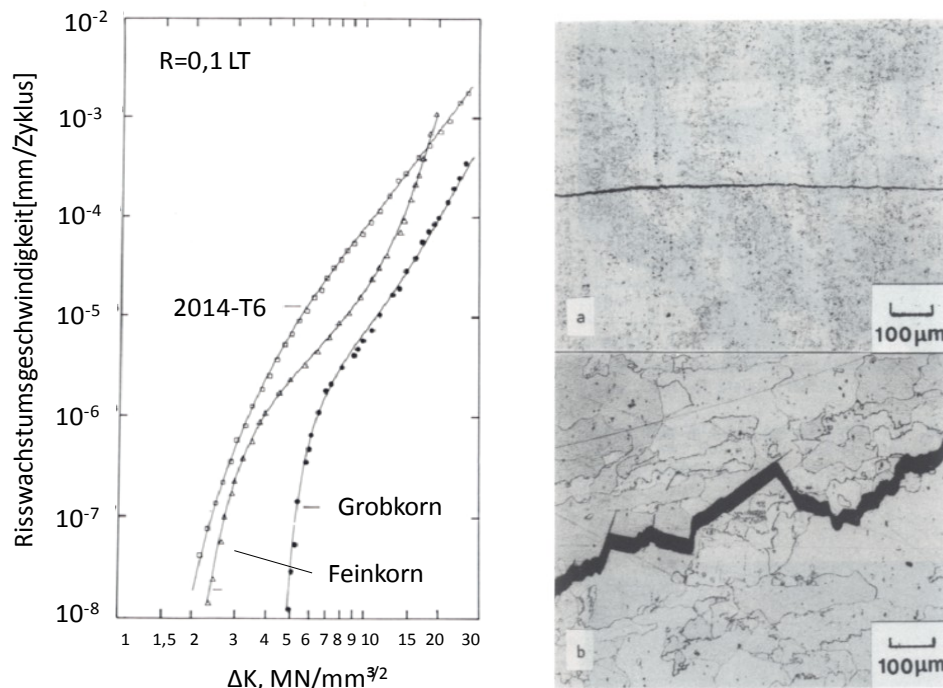 10-2
R=0,1 LT
10-3
10-4
2014-T6
10-5
10-6
Grobkorn
10-7
Feinkorn
10-8
Risswachstumsgeschwindigkeit[mm/Zyklus]
1 1,5 2 3 4 5 6 7 8 9 10 15 20 30
ΔK, MN/mm³/2
a
100μm
b
100μm